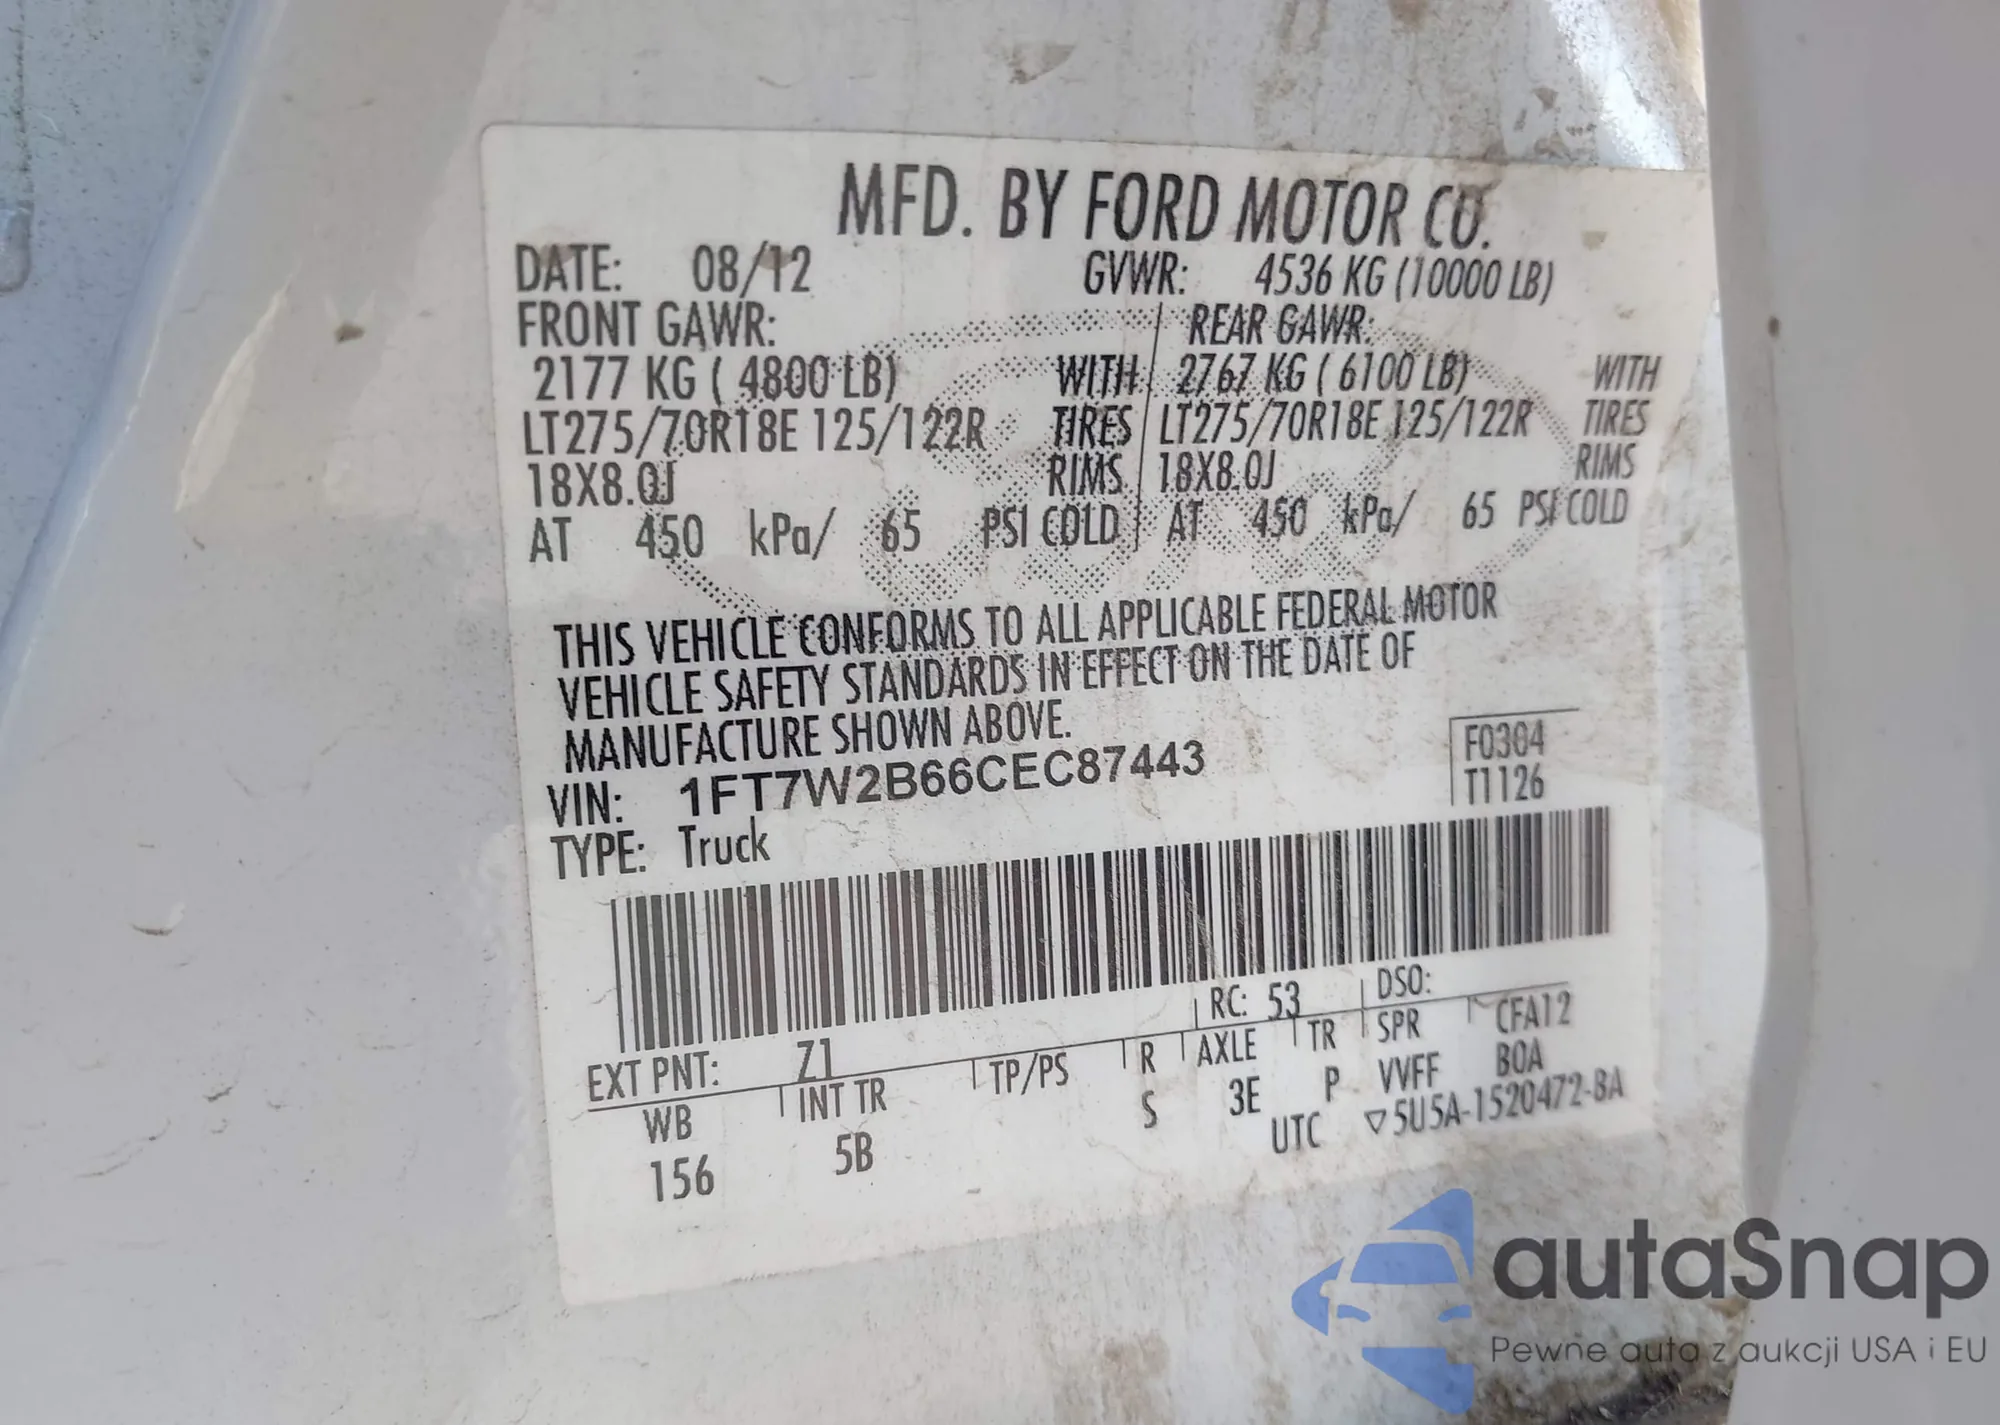 MFD. BY FORD MOTOR CO.
DATE: 08/12 GVWR: 4536 KG (10000 LB)
FRONT GAWR: REAR GAWR:
2177 KG ( 4800 LB) WITH 2767 KG ( 6100 LB) WITH
LT275/70R18E 125/122R TIRES LT275/70R18E 125/122R TIRES
18X8.0J RIMS 18X8.0J RIMS
AT 450 kPa/ 65 PSI COLD AT 450 kPa/ 65 PSI COLD
THIS VEHICLE CONFORMS TO ALL APPLICABLE FEDERAL MOTOR
VEHICLE SAFETY STANDARDS IN EFFECT ON THE DATE OF
MANUFACTURE SHOWN ABOVE.
VIN: 1FT7W2B66CEC87443 F0304
TYPE: Truck T1126
RC: 53 DSO:
EXT PNT: Z1
WB INT TR TP/PS R AXLE TR SPR CFA12
156 5B S 3E P VVFF BOA
UTC ▽5U5A-1520472-BA
autaSnap
Pewne auta z aukcji USA i EU